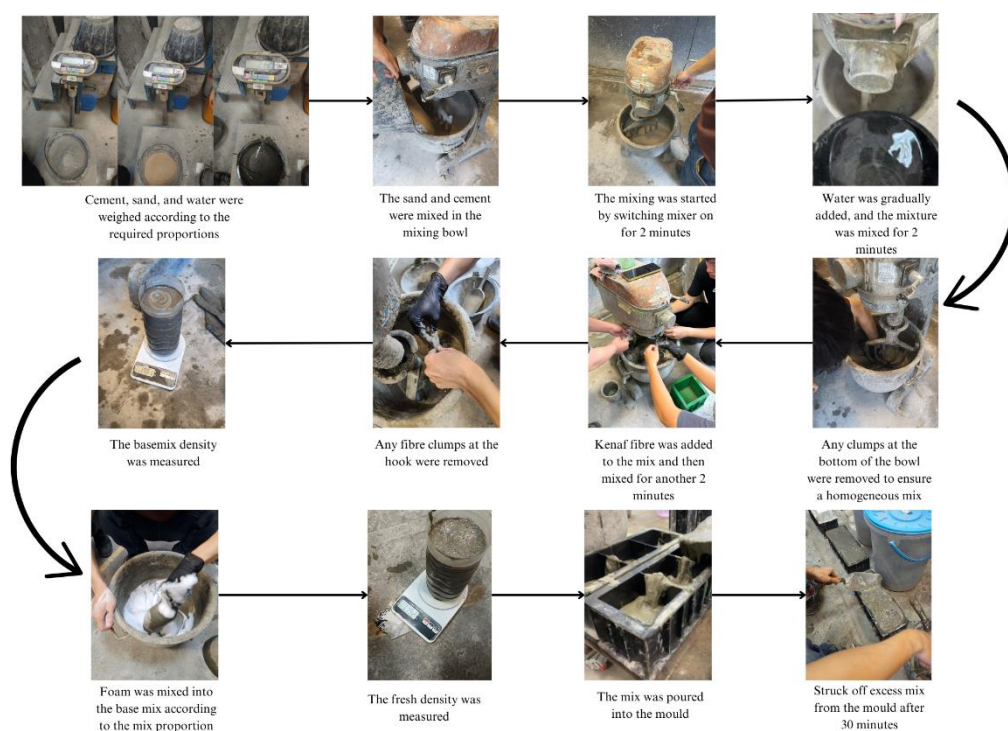 Cement, sand, and water were
weighed according to the
required proportions
The sand and cement
were mixed in the
mixing bowl
The mixing was started
by switching mixer on
for 2 minutes
Water was gradually
added, and the mixture
was mixed for 2
minutes
Any clumps at the
bottom of the bowl
were removed to ensure
a homogeneous mix
Kenaf fibre was added
to the mix and then
mixed for another 2
minutes
Any fibre clumps at the
hook were removed
The basemix density
was measured
Foam was mixed into
the base mix according
to the mix proportion
The fresh density was
measured
The mix was poured
into the mould
Struck off excess mix
from the mould after
30 minutes